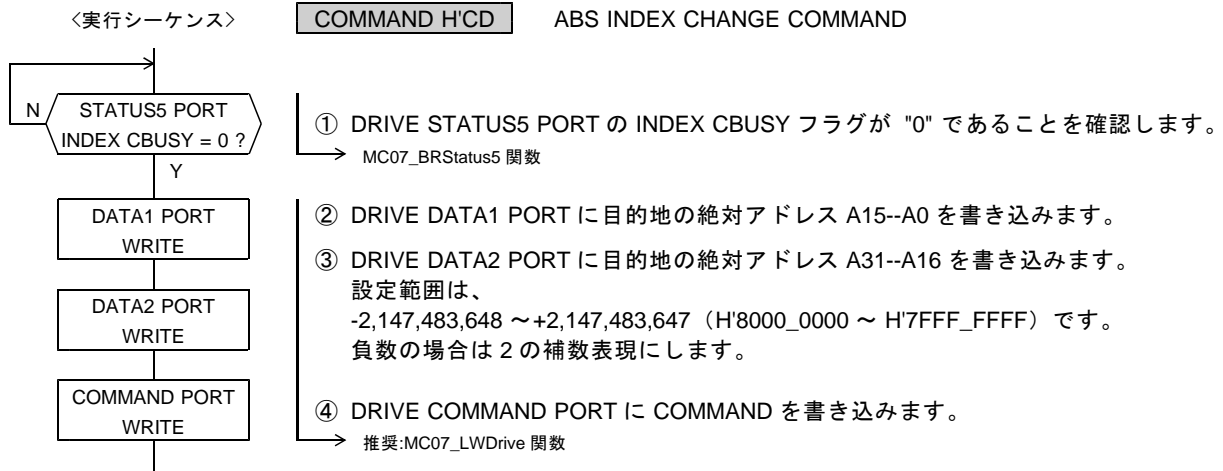 〈実行シーケンス〉 COMMAND H'CD ABS INDEX CHANGE COMMAND
N
STATUS5 PORT
INDEX CBUSY = 0 ?
Y
DATA1 PORT
WRITE
DATA2 PORT
WRITE
COMMAND PORT
WRITE
① DRIVE STATUS5 PORT の INDEX CBUSY フラグが "0" であることを確認します。
MC07_BRStatus5 関数
② DRIVE DATA1 PORT に目的地の絶対アドレス A15--A0 を書き込みます。
③ DRIVE DATA2 PORT に目的地の絶対アドレス A31--A16 を書き込みます。
設定範囲は、
-2,147,483,648 〜+2,147,483,647（H'8000_0000 〜 H'7FFF_FFFF）です。
負数の場合は 2 の補数表現にします。
④ DRIVE COMMAND PORT に COMMAND を書き込みます。
推奨:MC07_LWDrive 関数